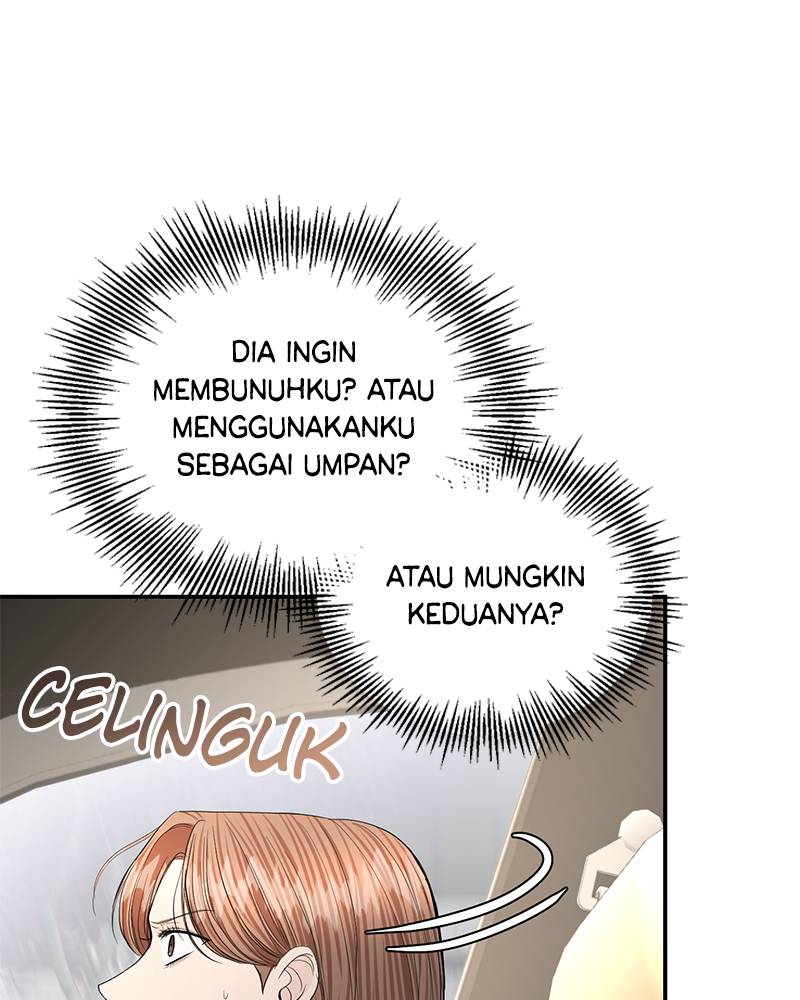 DIA INGIN
MEMBUNUHKU? ATAU
MENGGUNAKANKU
SEBAGAI UMPAN?
ATAU MUNGKIN
KEDUANYA?
CELINGUK